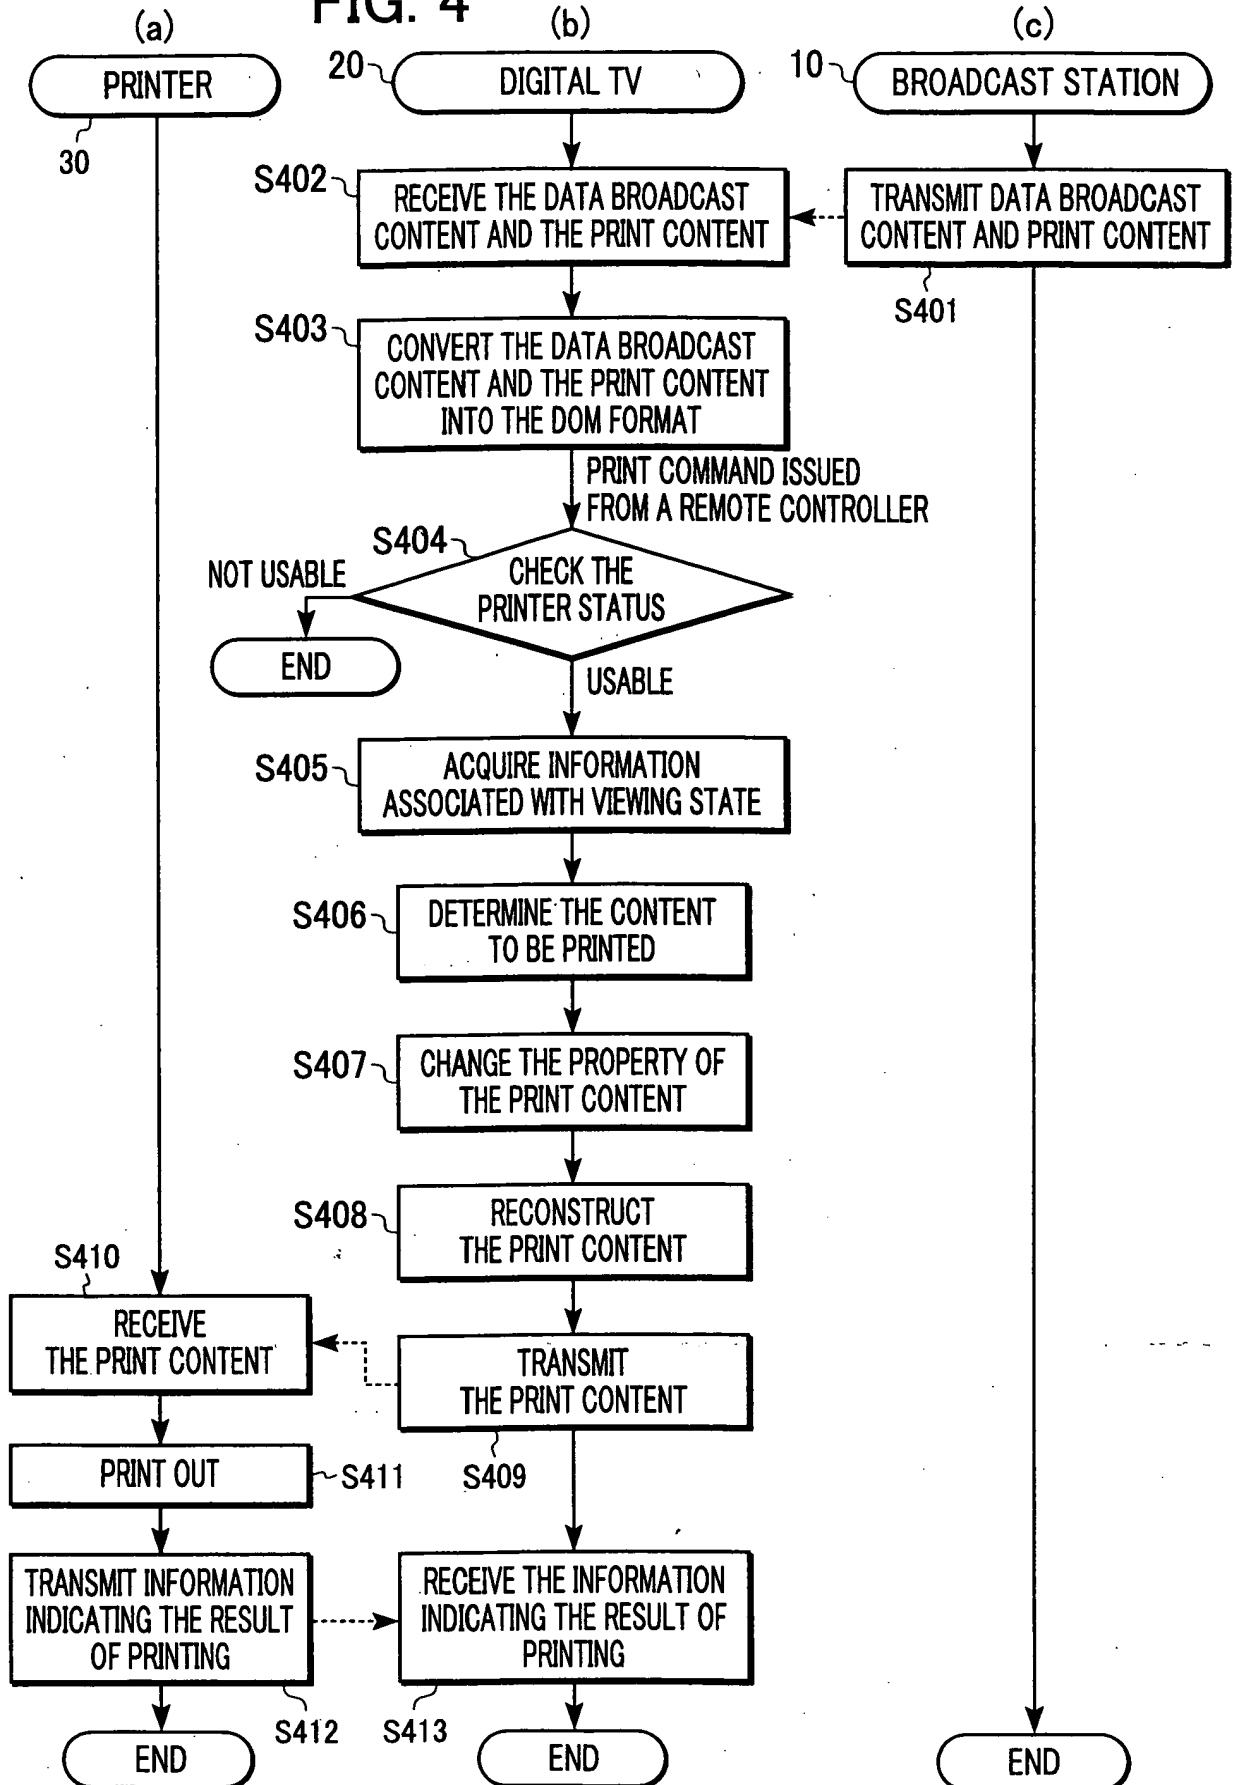 FIG. 4
(a)
(b)
(c)
PRINTER
30
20
DIGITAL TV
10
BROADCAST STATION
S402
RECEIVE THE DATA BROADCAST
CONTENT AND THE PRINT CONTENT
TRANSMIT DATA BROADCAST
CONTENT AND PRINT CONTENT
S401
S403
CONVERT THE DATA BROADCAST
CONTENT AND THE PRINT CONTENT
INTO THE DOM FORMAT
PRINT COMMAND ISSUED
FROM A REMOTE CONTROLLER
S404
CHECK THE
PRINTER STATUS
NOT USABLE
END
USABLE
S405
ACQUIRE INFORMATION
ASSOCIATED WITH VIEWING STATE
S406
DETERMINE THE CONTENT
TO BE PRINTED
S407
CHANGE THE PROPERTY OF
THE PRINT CONTENT
S408
RECONSTRUCT
THE PRINT CONTENT
S410
RECEIVE
THE PRINT CONTENT
TRANSMIT
THE PRINT CONTENT
S409
PRINT OUT
S411
TRANSMIT INFORMATION
INDICATING THE RESULT
OF PRINTING
S412
RECEIVE THE INFORMATION
INDICATING THE RESULT OF
PRINTING
S413
END
END
END